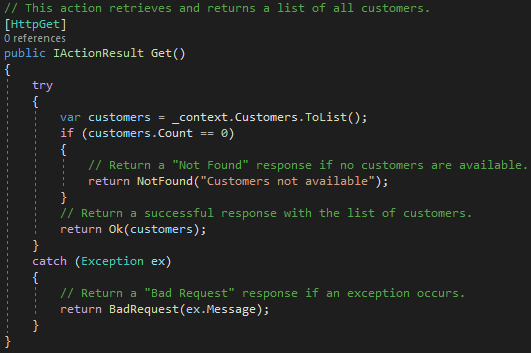 // This action retrieves and returns a list of all customers.
[HttpGet]
0 references
public IActionResult Get()
{
    try
    {
        var customers = _context.Customers.ToList();
        if (customers.Count == 0)
        {
            // Return a "Not Found" response if no customers are available.
            return NotFound("Customers not available");
        }
        // Return a successful response with the list of customers.
        return Ok(customers);
    }
    catch (Exception ex)
    {
        // Return a "Bad Request" response if an exception occurs.
        return BadRequest(ex.Message);
    }
}